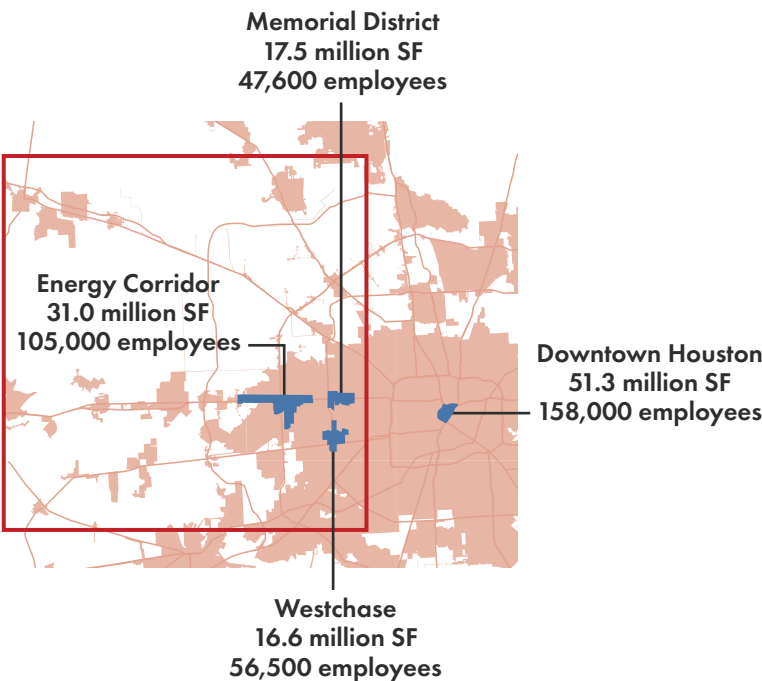 Memorial District
17.5 million SF
47,600 employees
Energy Corridor
31.0 million SF
105,000 employees
Downtown Houston
51.3 million SF
158,000 employees
Westchase
16.6 million SF
56,500 employees